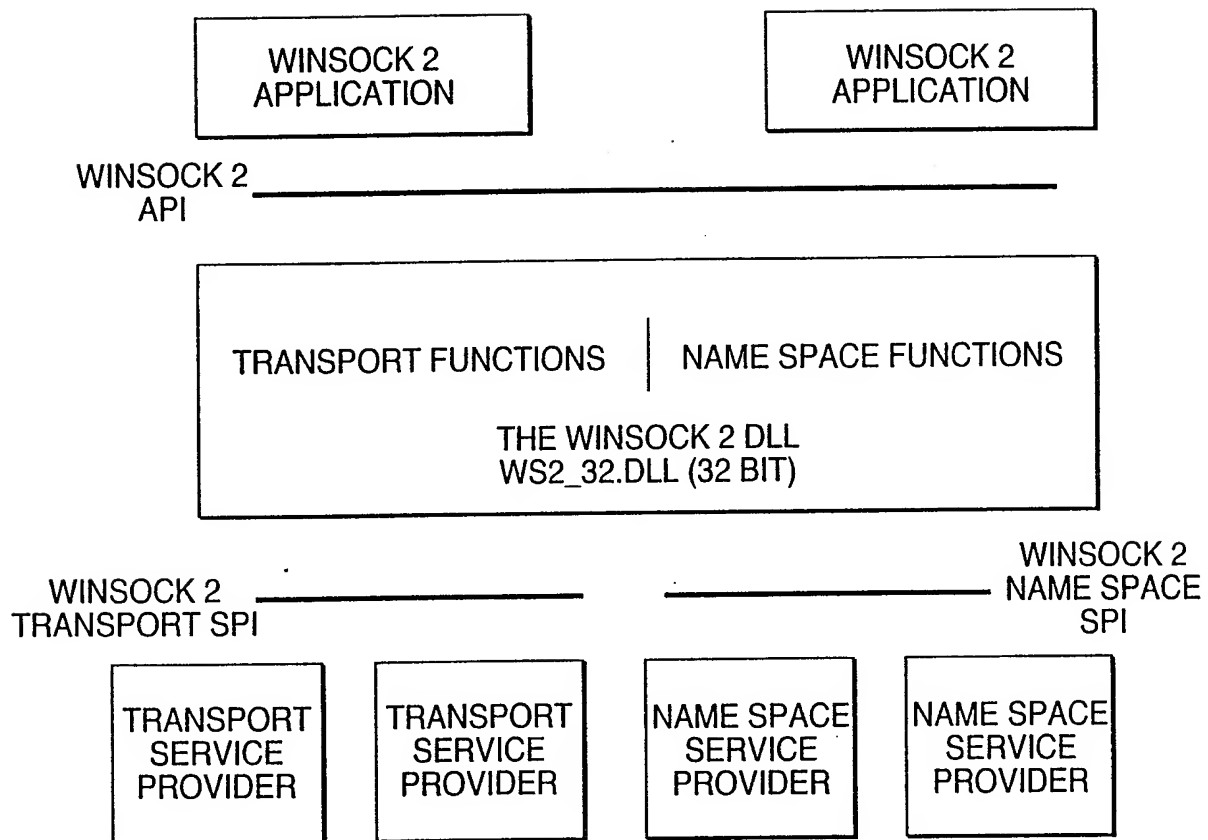 WINSOCK 2
APPLICATION
WINSOCK 2
APPLICATION
WINSOCK 2
API
TRANSPORT FUNCTIONS
NAME SPACE FUNCTIONS
THE WINSOCK 2 DLL
WS2_32.DLL (32 BIT)
WINSOCK 2
TRANSPORT SPI
WINSOCK 2
NAME SPACE
SPI
TRANSPORT
SERVICE
PROVIDER
TRANSPORT
SERVICE
PROVIDER
NAME SPACE
SERVICE
PROVIDER
NAME SPACE
SERVICE
PROVIDER